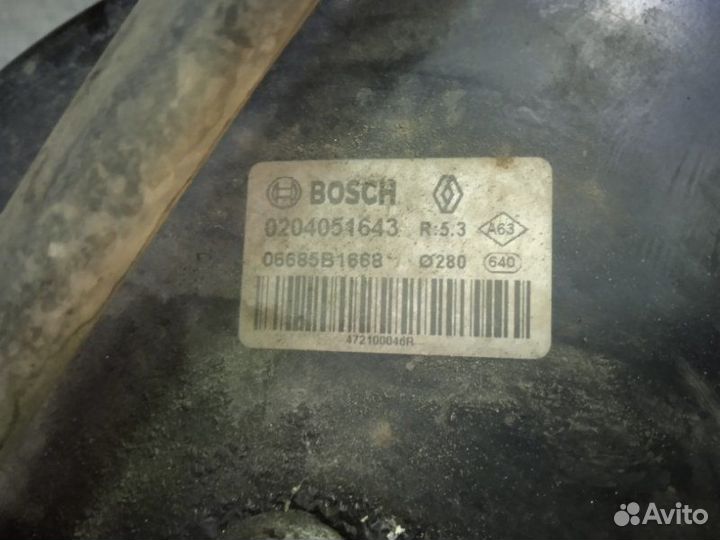 BOSCH
0204051643 R:5.3 A63
06685B1668 Ø280 640
472100046R
Avito